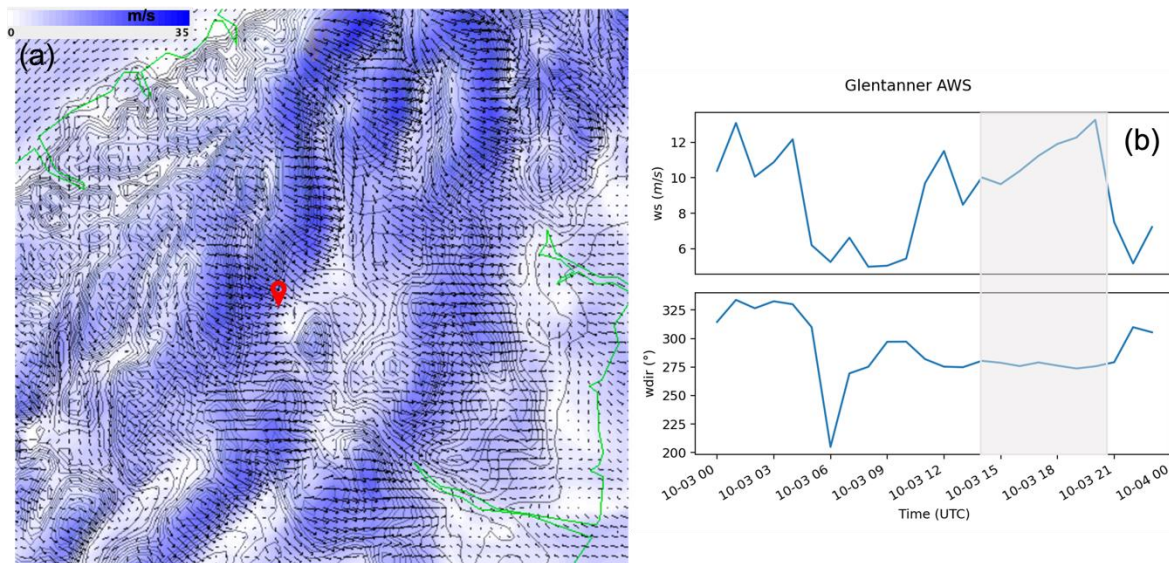 m/s
0 35
(a)
Glentanner AWS
(b)
ws (m/s)
12
10
8
6
wdir (°)
325
300
275
250
225
200
10-03 00
10-03 03
10-03 06
10-03 09
10-03 12
10-03 15
10-03 18
10-03 21
10-04 00
Time (UTC)